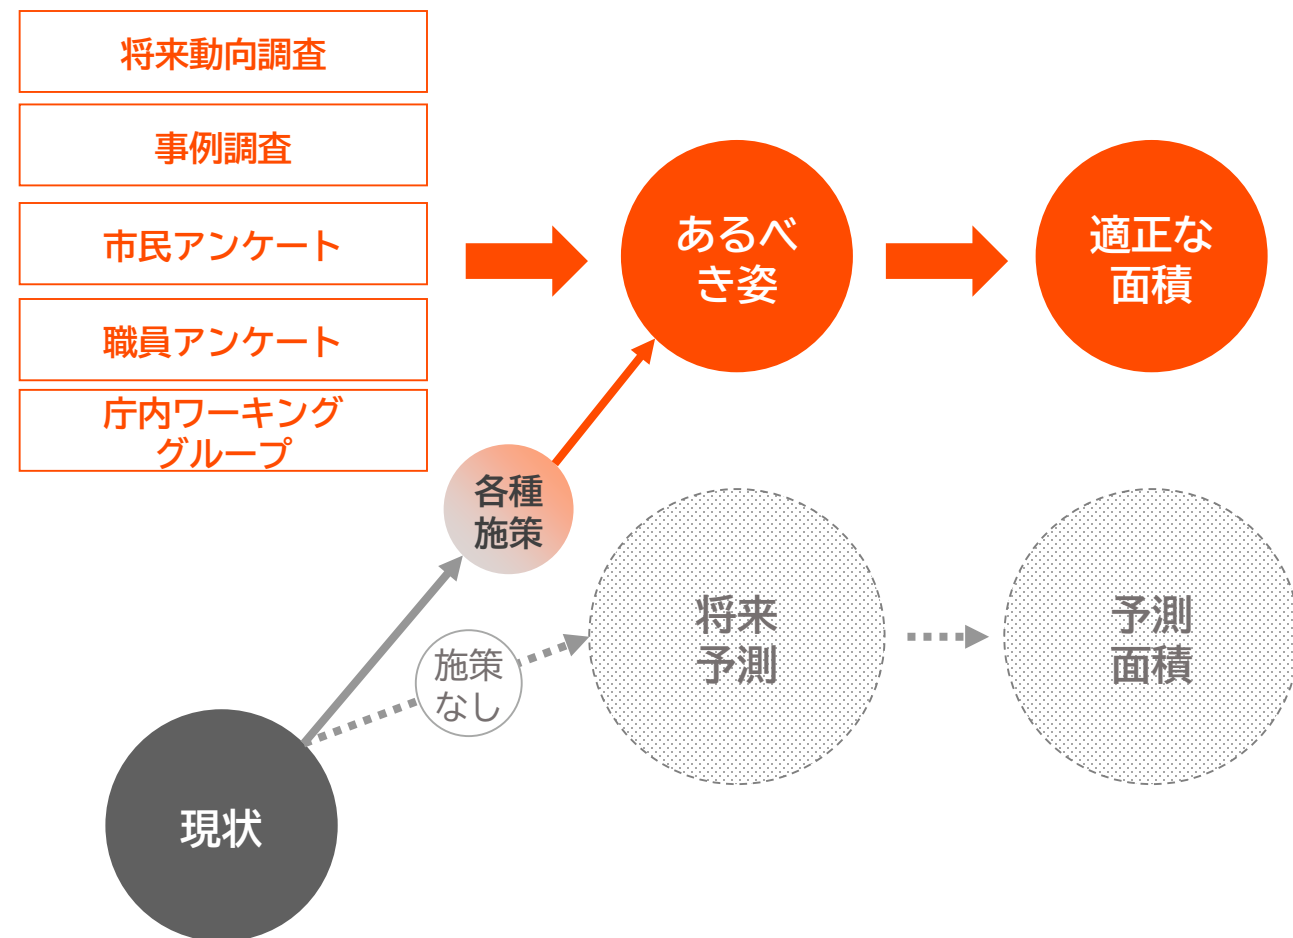 将来動向調査
事例調査
市民アンケート
職員アンケート
庁内ワーキング
グループ
あるべ
き姿
適正な
面積
各種
施策
施策
なし
将来
予測
予測
面積
現状